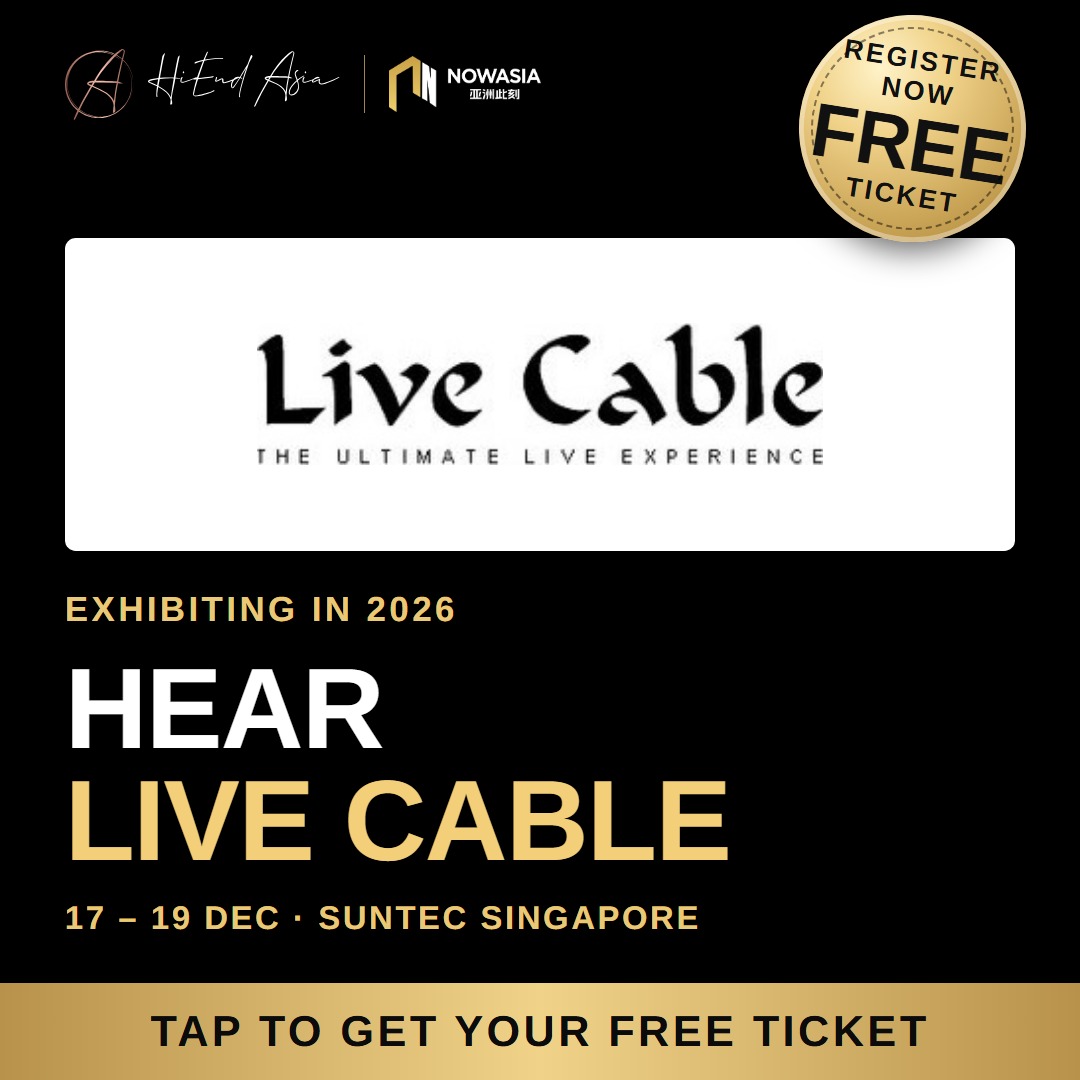 HiEnd Asia
NOWASIA
亚洲此刻
REGISTER
NOW
FREE
TICKET
Live Cable
THE ULTIMATE LIVE EXPERIENCE
EXHIBITING IN 2026
HEAR
LIVE CABLE
17 – 19 DEC · SUNTEC SINGAPORE
TAP TO GET YOUR FREE TICKET